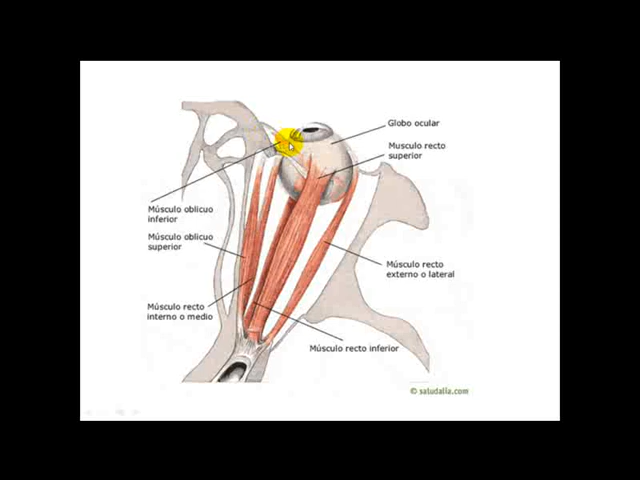 Globo ocular
Musculo recto
superior
Músculo oblicuo
inferior
Músculo oblicuo
superior
Músculo recto
externo o lateral
Músculo recto
interno o medio
Músculo recto inferior
© saludalia.com